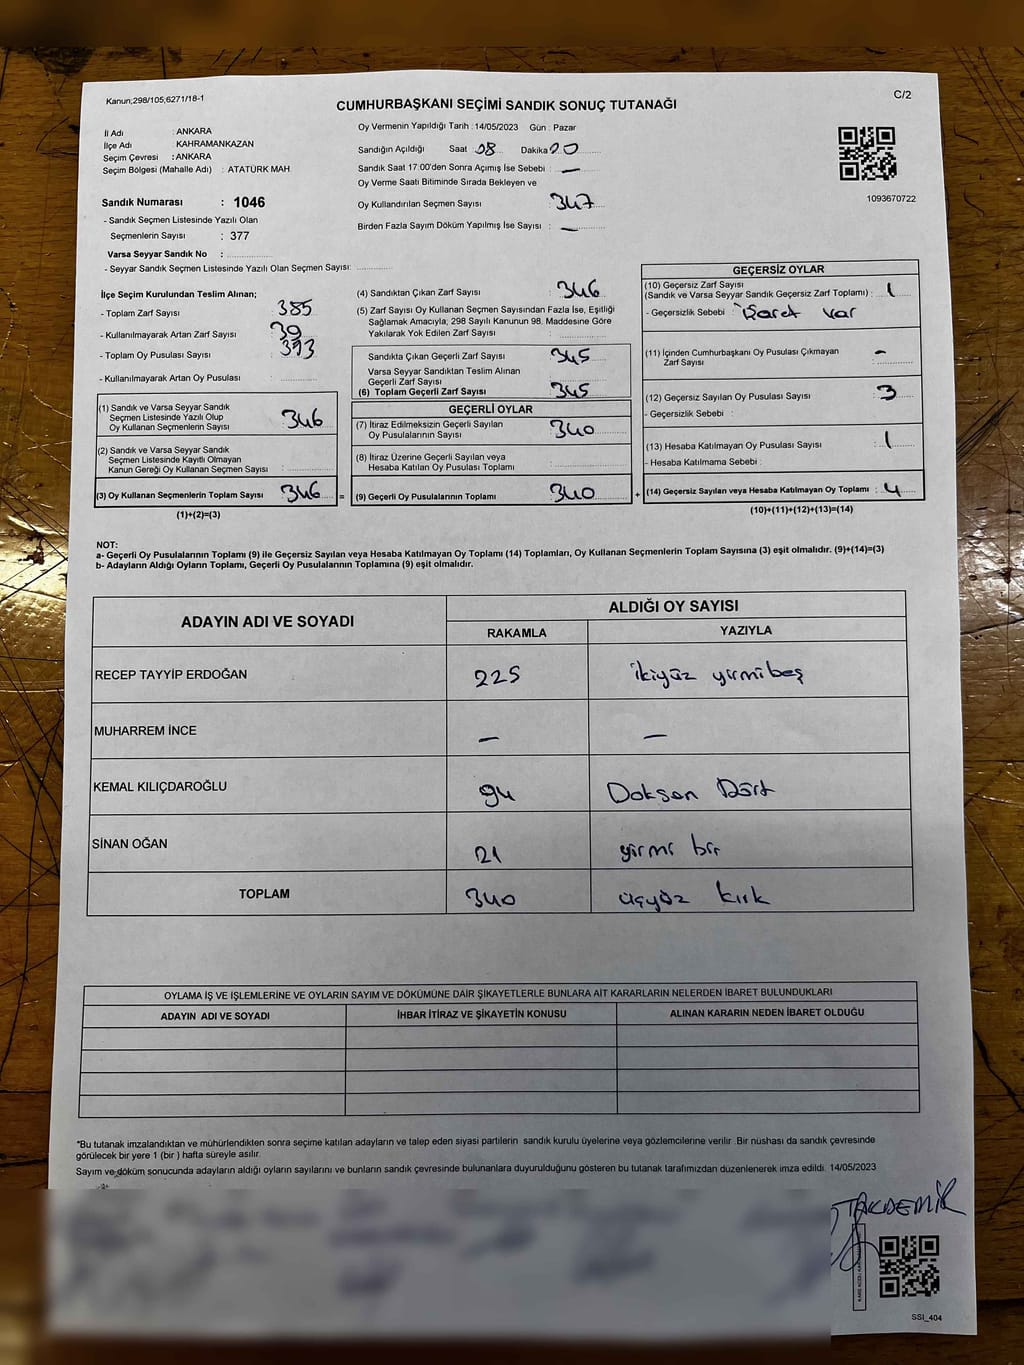 Kanun;298/105;6271/18-1
C/2
CUMHURBAŞKANI SEÇİMİ SANDIK SONUÇ TUTANAĞI
İl Adı : ANKARA
İlçe Adı KAHRAMANKAZAN
Seçim Çevresi : ANKARA
Seçim Bölgesi (Mahalle Adı) : ATATÜRK MAH.
Oy Vermenin Yapıldığı Tarih : 14/05/2023 Gün : Pazar
Sandığın Açıldığı Saat : 08 Dakika
Sandık Saat 17:00'den Sonra Açımış İse Sebebi : —
Oy Verme Saati Bitiminde Sırada Bekleyen ve
Oy Kullandırılan Seçmen Sayısı : 347
Birden Fazla Sayım Döküm Yapılmış İse Sayısı : —
1093670722
Sandık Numarası : 1046
- Sandık Seçmen Listesinde Yazılı Olan
Seçmenlerin Sayısı : 377
Varsa Seyyar Sandık No :
- Seyyar Sandık Seçmen Listesinde Yazılı Olan Seçmen Sayısı:
İlçe Seçim Kurulundan Teslim Alınan;
- Toplam Zarf Sayısı : 385
- Kullanılmayarak Artan Zarf Sayısı : 39
- Toplam Oy Pusulası Sayısı : 393
- Kullanılmayarak Artan Oy Pusulası :
(1) Sandık ve Varsa Seyyar Sandık
Seçmen Listesinde Yazılı Olup
Oy Kullanan Seçmenlerin Sayısı : 346
(2) Sandık ve Varsa Seyyar Sandık
Seçmen Listesinde Kayıtlı Olmayan
Kanun Gereği Oy Kullanan Seçmen Sayısı :
(3) Oy Kullanan Seçmenlerin Toplam Sayısı : 346 =
(1)+(2)=(3)
(4) Sandıktan Çıkan Zarf Sayısı : 346
(5) Zarf Sayısı Oy Kullanan Seçmen Sayısından Fazla İse, Eşitliği
Sağlamak Amacıyla; 298 Sayılı Kanunun 98. Maddesine Göre
Yakılarak Yok Edilen Zarf Sayısı :
Sandıkta Çıkan Geçerli Zarf Sayısı : 345
Varsa Seyyar Sandıktan Teslim Alınan
Geçerli Zarf Sayısı :
(6) Toplam Geçerli Zarf Sayısı : 345
GEÇERLİ OYLAR
(7) İtiraz Edilmeksizin Geçerli Sayılan
Oy Pusulalarının Sayısı : 340
(8) İtiraz Üzerine Geçerli Sayılan veya
Hesaba Katılan Oy Pusulası Toplamı :
(9) Geçerli Oy Pusulalarının Toplamı : 340 +
GEÇERSİZ OYLAR
(10) Geçersiz Zarf Sayısı
(Sandık ve Varsa Seyyar Sandık Geçersiz Zarf Toplamı) : 1
- Geçersizlik Sebebi : İşaret var
(11) İçinden Cumhurbaşkanı Oy Pusulası Çıkmayan : -
Zarf Sayısı
(12) Geçersiz Sayılan Oy Pusulası Sayısı : 3
- Geçersizlik Sebebi :
(13) Hesaba Katılmayan Oy Pusulası Sayısı : 1
- Hesaba Katılmama Sebebi :
(14) Geçersiz Sayılan veya Hesaba Katılmayan Oy Toplamı : 4
(10)+(11)+(12)+(13)=(14)
NOT:
a- Geçerli Oy Pusulalarının Toplamı (9) ile Geçersiz Sayılan veya Hesaba Katılmayan Oy Toplamı (14) Toplamları, Oy Kullanan Seçmenlerin Toplam Sayısına (3) eşit olmalıdır. (9)+(14)=(3)
b- Adayların Aldığı Oyların Toplamı, Geçerli Oy Pusulalarının Toplamına (9) eşit olmalıdır.
ADAYIN ADI VE SOYADI ALDIĞI OY SAYISI
RAKAMLA YAZIYLA
RECEP TAYYİP ERDOĞAN 225 ikiyüz yirmibeş
MUHARREM İNCE — —
KEMAL KILIÇDAROĞLU 94 Doksan Dört
SİNAN OĞAN 21 yirmi bir
TOPLAM 340 üçyüz kırk
OYLAMA İŞ VE İŞLEMLERİNE VE OYLARIN SAYIM VE DÖKÜMÜNE DAİR ŞİKAYETLERLE BUNLARA AİT KARARLARIN NELERDEN İBARET BULUNDUKLARI
ADAYIN ADI VE SOYADI İHBAR İTİRAZ VE ŞİKAYETİN KONUSU ALINAN KARARIN NEDEN İBARET OLDUĞU
*Bu tutanak imzalandıktan ve mühürlendikten sonra seçime katılan adayların ve talep eden siyasi partilerin sandık kurulu üyelerine veya gözlemcilerine verilir. Bir nüshası da sandık çevresinde
görülecek bir yere 1 (bir ) hafta süreyle asılır.
Sayım ve döküm sonucunda adayların aldığı oyların sayılarını ve bunların sandık çevresinde bulunanlara duyurulduğunu gösteren bu tutanak tarafımızdan düzenlenerek imza edildi. 14/05/2023
SSI_404